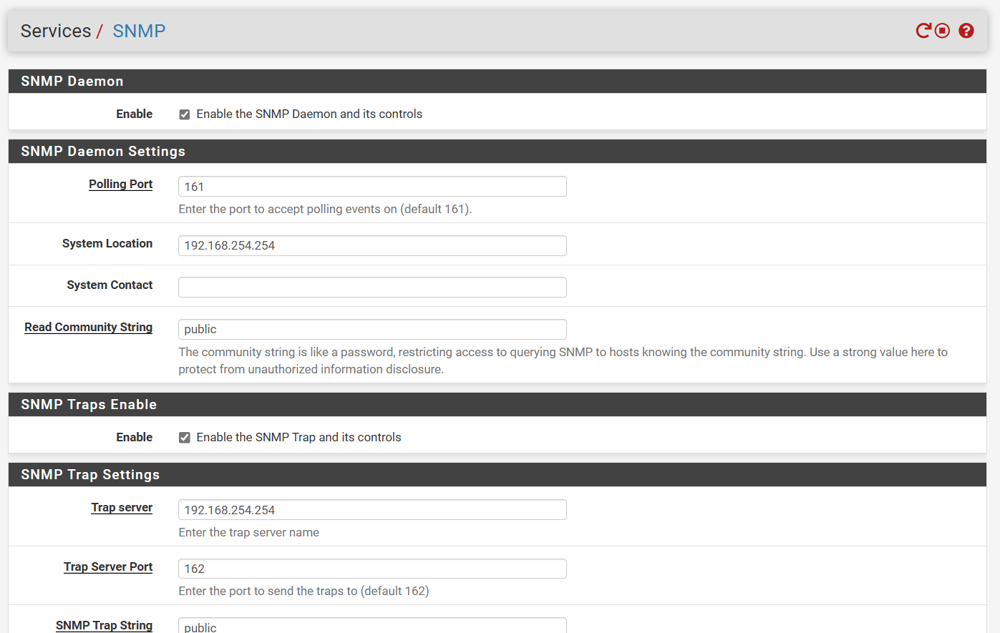 Services / SNMP
SNMP Daemon
Enable Enable the SNMP Daemon and its controls
SNMP Daemon Settings
Polling Port 161
Enter the port to accept polling events on (default 161).
System Location 192.168.254.254
System Contact
Read Community String public
The community string is like a password, restricting access to querying SNMP to hosts knowing the community string. Use a strong value here to
protect from unauthorized information disclosure.
SNMP Traps Enable
Enable Enable the SNMP Trap and its controls
SNMP Trap Settings
Trap server 192.168.254.254
Enter the trap server name
Trap Server Port 162
Enter the port to send the traps to (default 162)
SNMP Trap String public